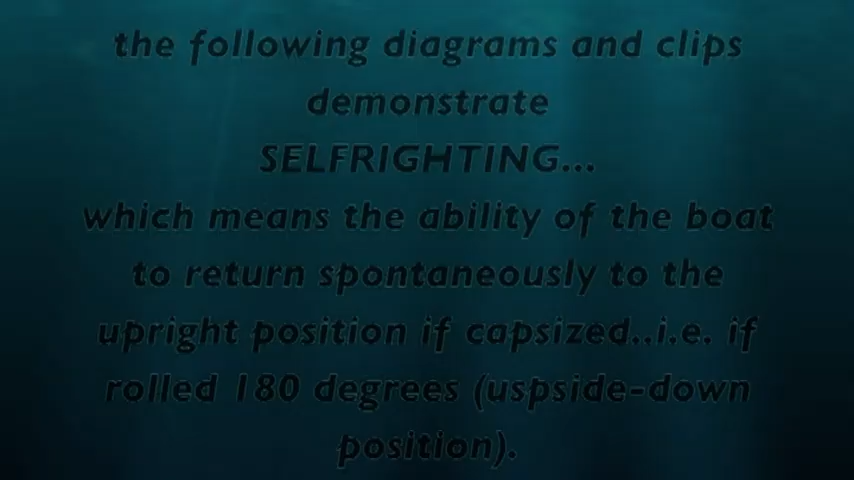 the following diagrams and clips
demonstrate
SELFRIGHTING...
which means the ability of the boat
to return spontaneously to the
upright position if capsized..i.e. if
rolled 180 degrees (uspside-down
position).